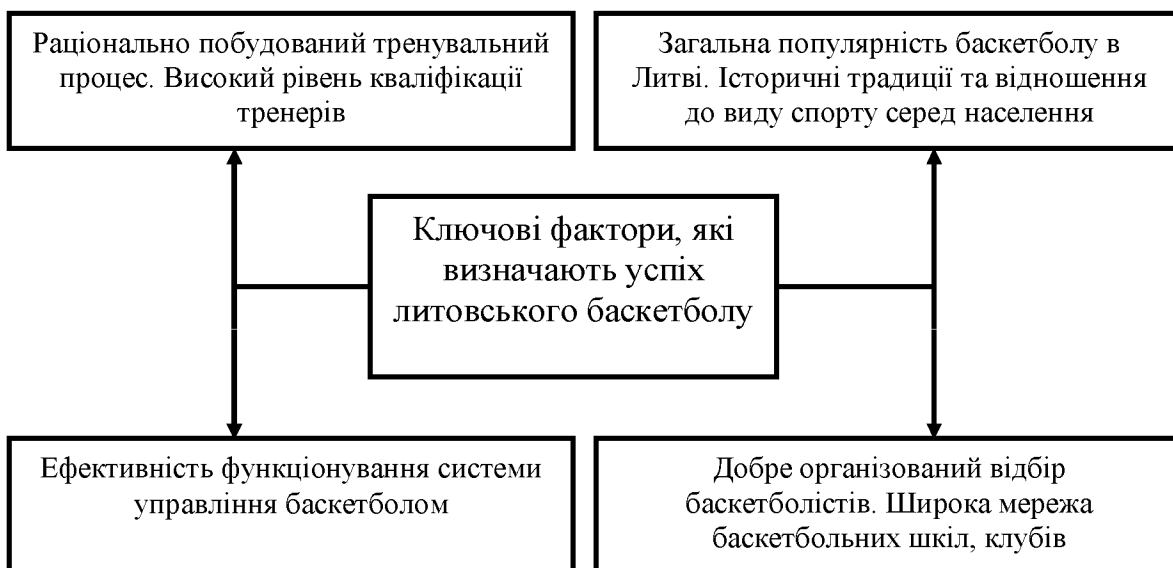 Раціонально побудований тренувальний
процес. Високий рівень кваліфікації
тренерів
Загальна популярність баскетболу в
Литві. Історичні традиції та відношення
до виду спорту серед населення
Ключові фактори, які
визначають успіх
литовського баскетболу
Ефективність функціонування системи
управління баскетболом
Добре організований відбір
баскетболістів. Широка мережа
баскетбольних шкіл, клубів